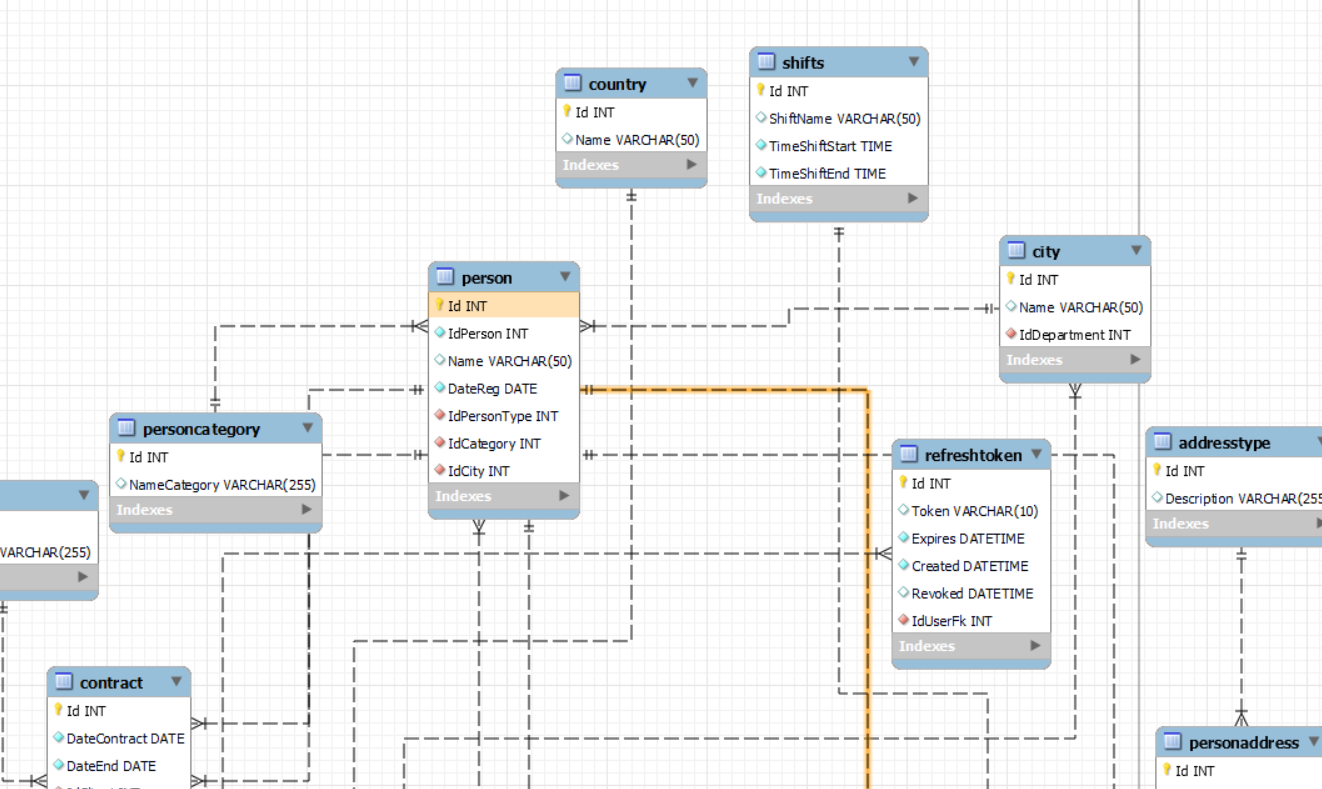 country
Id INT
Name VARCHAR(50)
Indexes
shifts
Id INT
ShiftName VARCHAR(50)
TimeShiftStart TIME
TimeShiftEnd TIME
Indexes
person
Id INT
IdPerson INT
Name VARCHAR(50)
DateReg DATE
IdPersonType INT
IdCategory INT
IdCity INT
Indexes
city
Id INT
Name VARCHAR(50)
IdDepartment INT
Indexes
personcategory
Id INT
NameCategory VARCHAR(255)
Indexes
VARCHAR(255)
refreshtoken
Id INT
Token VARCHAR(10)
Expires DATETIME
Created DATETIME
Revoked DATETIME
IdUserFk INT
Indexes
addresstype
Id INT
Description VARCHAR(255
Indexes
contract
Id INT
DateContract DATE
DateEnd DATE
personaddress
Id INT